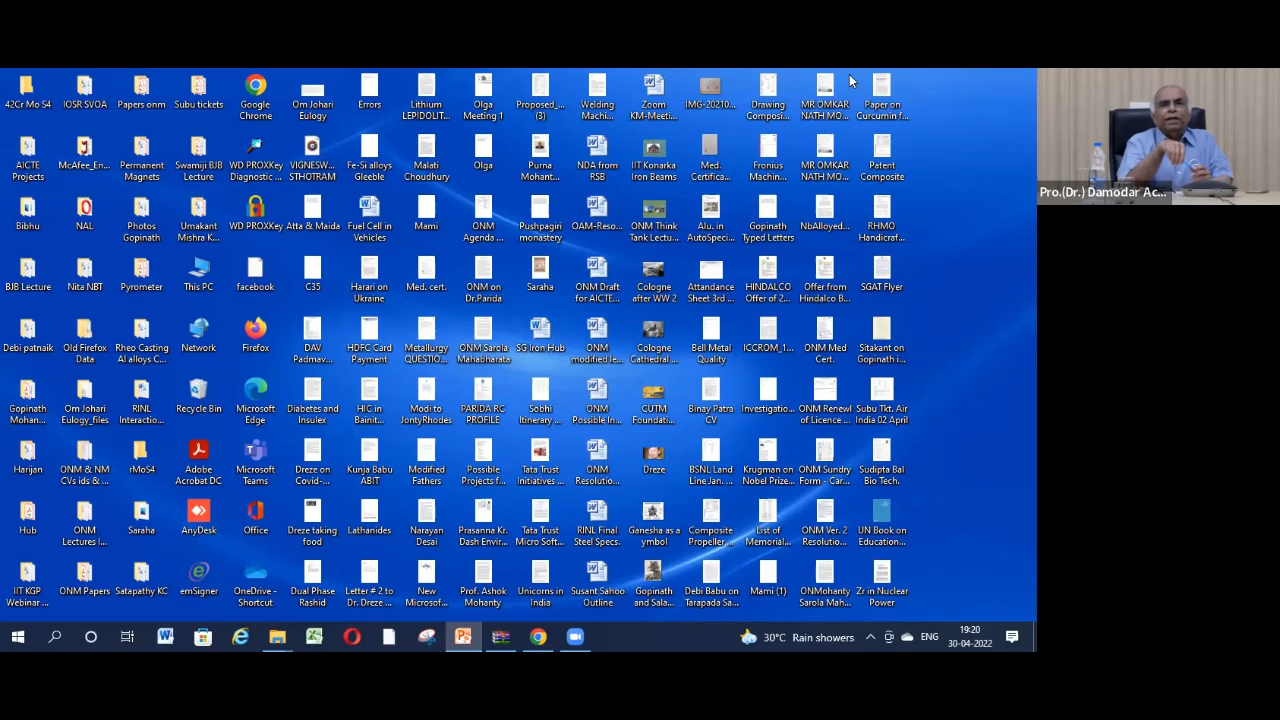 42Cr Mo S4
IOSR SVOA
Papers onm
Subu tickets
Google
Chrome
Om Johari
Eulogy
Errors
Lithium
LEPIDOLIT...
Olga
Meeting 1
Proposed_...
(3)
Welding
Machi...
Zoom
KM-Meeti...
IMG-20210...
Drawing
Composi...
MR OMKAR
NATH MO...
Paper on
Curcumin f...
AICTE
Projects
McAfee_En...
Permanent
Magnets
Swamiji BJB
Lecture
WD PROXKey
Diagnostic ...
VIGNESW...
STHOTRAM
Fe-Si alloys
Gleeble
Malati
Choudhury
Olga
Purna
Mohant...
NDA from
RSB
IIT Konarka
Iron Beams
Med.
Certifica...
Fronius
Machin...
MR OMKAR
NATH MO...
Patent
Composite
Bibhu
NAL
Photos
Gopinath
Umakant
Mishra K...
WD PROXKey
Atta & Maida
Fuel Cell in
Vehicles
Mami
ONM
Agenda ...
Pushpagiri
monastery
OAM-Reso...
ONM Think
Tank Lectu...
Alu. in
AutoSpeci...
Gopinath
Typed Letters
NbAlloyed...
RHMO
Handicraf...
BJB Lecture
Nita NBT
Pyrometer
This PC
facebook
C35
Harari on
Ukraine
Med. cert.
ONM on
Dr.Parida
Saraha
ONM Draft
for AICTE...
Cologne
after WW 2
Attandance
Sheet 3rd ...
HINDALCO
Offer of 2...
Offer from
Hindalco B...
SGAT Flyer
Debi patnaik
Old Firefox
Data
Rheo Casting
Al alloys C...
Network
Firefox
DAV
Padmav...
HDFC Card
Payment
Metallurgy
QUESTIO...
ONM Sarola
Mahabharata
SG Iron Hub
ONM
modified le...
Cologne
Cathedral ...
Bell Metal
Quality
ICCROM_1...
ONM Med
Cert.
Sitakant on
Gopinath i...
Gopinath
Mohan...
Om Johari
Eulogy_files
RINL
Interactio...
Recycle Bin
Microsoft
Edge
Diabetes and
Insulex
HIC in
Bainit...
Modi to
JontyRhodes
PARIDA RG
PROFILE
Sobhi
Itinerary ...
ONM
Possible In...
CUTM
Foundati...
Binay Patra
CV
Investigatio...
ONM Renewl
of Licence ...
Subu Tkt. Air
India 02 April
Harijan
ONM & NM
CVs ids & ...
rMoS4
Adobe
Acrobat DC
Microsoft
Teams
Dreze on
Covid-...
Kunja Babu
ABIT
Modified
Fathers
Possible
Projects f...
Tata Trust
Initiatives ...
ONM
Resolutio...
Dreze
BSNL Land
Line Jan. ...
Krugman on
Nobel Prize...
ONM Sundry
Form - Car...
Sudipta Bal
Bio Tech.
Hub
ONM
Lectures I...
Saraha
AnyDesk
Office
Dreze taking
food
Lathanides
Narayan
Desai
Prasanna Kr.
Dash Envir...
Tata Trust
Micro Soft...
RINL Final
Steel Specs.
Ganesha as a
symbol
Composite
Propeller ...
List of
Memorial...
ONM Ver. 2
Resolutio...
UN Book on
Education...
IIT KGP
Webinar ...
ONM Papers
Satapathy KC
emSigner
OneDrive -
Shortcut
Dual Phase
Rashid
Letter # 2 to
Dr. Dreze ...
New
Microsof...
Prof. Ashok
Mohanty
Unicorns in
India
Susant Sahoo
Outline
Gopinath
and Sala...
Debi Babu on
Tarapada Sa...
Mami (1)
ONMohanty
Sarola Mah...
Zr in Nuclear
Power
30°C Rain showers
ENG
19:20
30-04-2022
Pro.(Dr.) Damodar Ac...